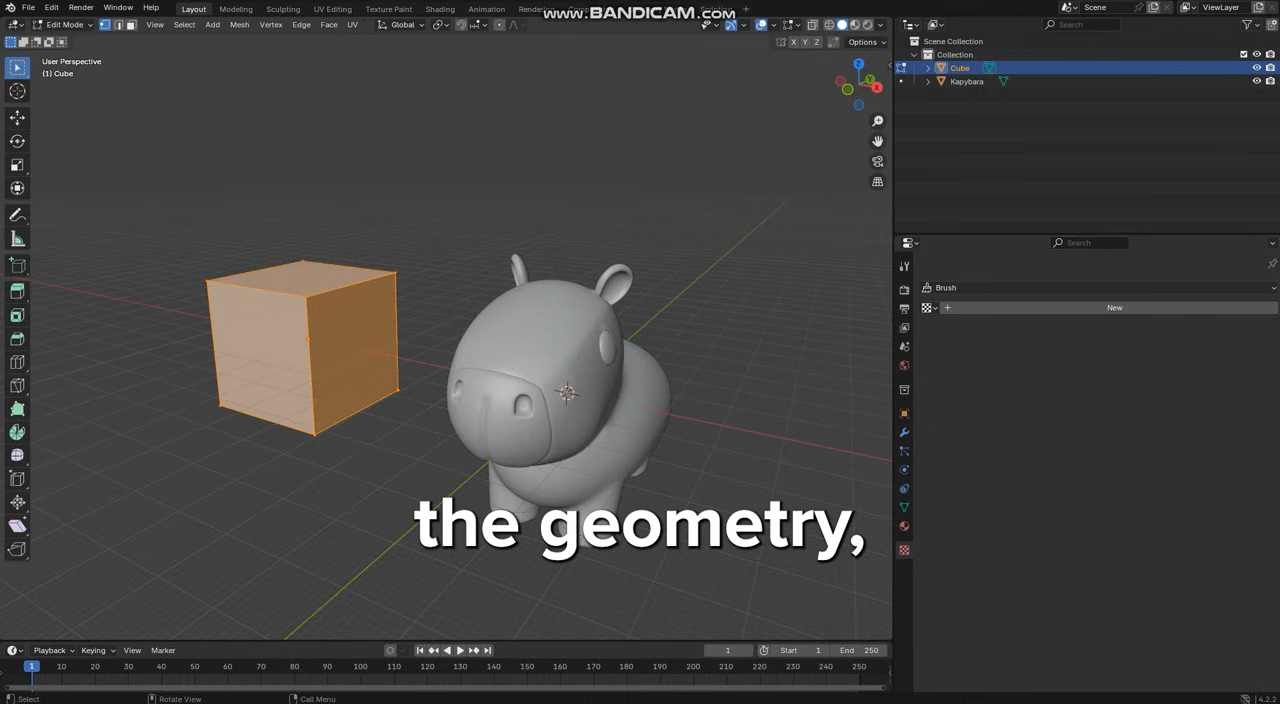 File Edit Render Window Help
Layout Modeling Sculpting UV Editing Texture Paint Shading Animation Rendering
www.BANDICAM.com
Scene
ViewLayer
Edit Mode View Select Add Mesh Vertex Edge Face UV Global
Search
X Y Z Options
User Perspective
(1) Cube
Z
Y
X
Scene Collection
Collection
Cube
Kapybara
Search
Brush
New
the geometry,
Playback Keying View Marker
1 Start 1 End 250
1 10 20 30 40 50 60 70 80 90 100 110 120 130 140 150 160 170 180 190 200 210 220 230 240 250
Select Rotate View Call Menu
4.2.2